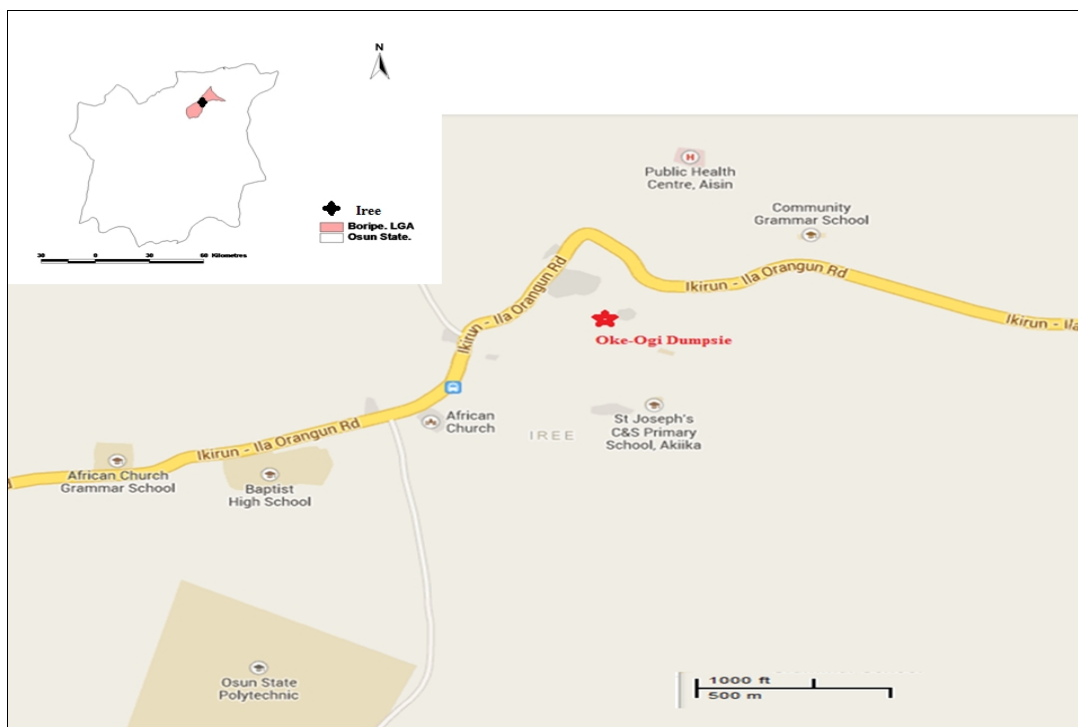 N
Iree
Boripe. LGA
Osun State.
30 0 30 60 Kilometres
Public Health
Centre, Aisin
Community
Grammar School
Ikirun - Ila Orangun Rd
Ikirun - Ila Orangun Rd
Ikirun - Ila
Oke-Ogi Dumpsie
African
Church
IREE
St Joseph's
C&S Primary
School, Akiika
Ikirun - Ila Orangun Rd
African Church
Grammar School
Baptist
High School
Osun State
Polytechnic
1000 ft
500 m